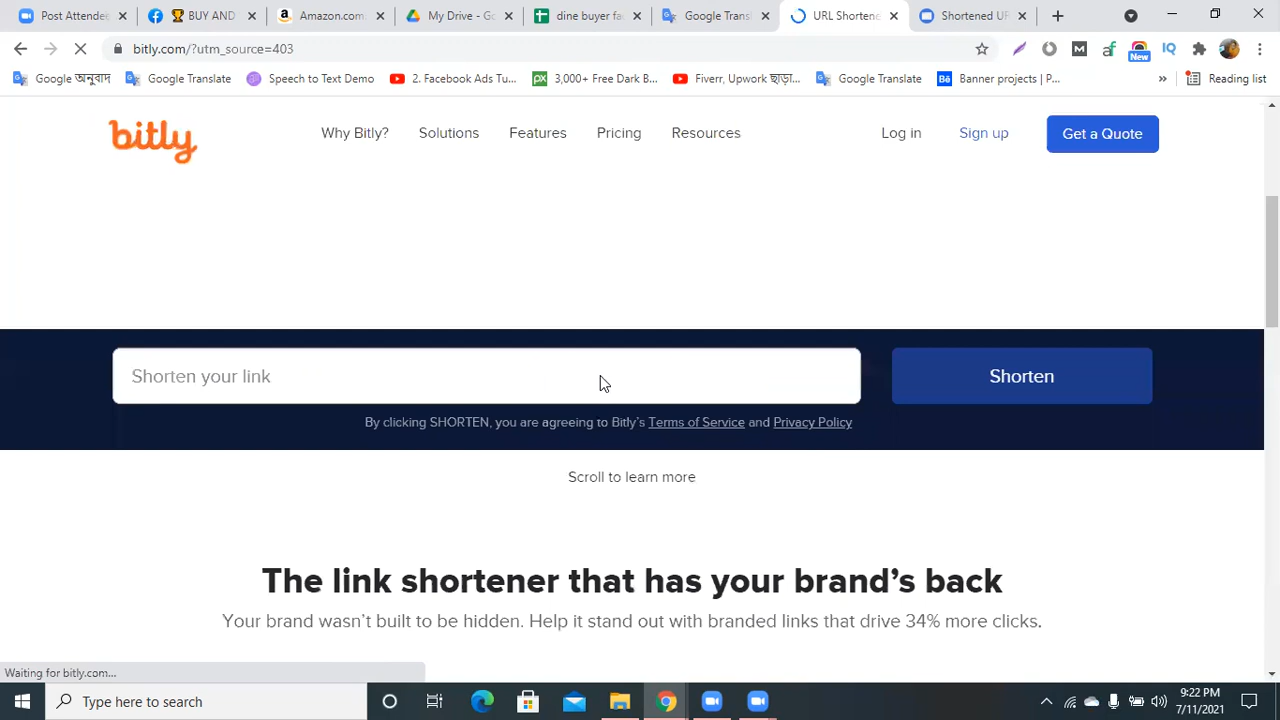 Post Attende
BUY AND
Amazon.com
My Drive - Go
dine buyer fa
Google Transl
URL Shortene
Shortened UR
bitly.com/?utm_source=403
New
Google অনুবাদ
Google Translate
Speech to Text Demo
2. Facebook Ads Tu...
3,000+ Free Dark B...
Fiverr, Upwork ছাড়া...
Google Translate
Banner projects | P...
Reading list
bitly
Why Bitly?
Solutions
Features
Pricing
Resources
Log in
Sign up
Get a Quote
Shorten your link
Shorten
By clicking SHORTEN, you are agreeing to Bitly’s Terms of Service and Privacy Policy
Scroll to learn more
The link shortener that has your brand’s back
Your brand wasn’t built to be hidden. Help it stand out with branded links that drive 34% more clicks.
Waiting for bitly.com...
Type here to search
9:22 PM
7/11/2021